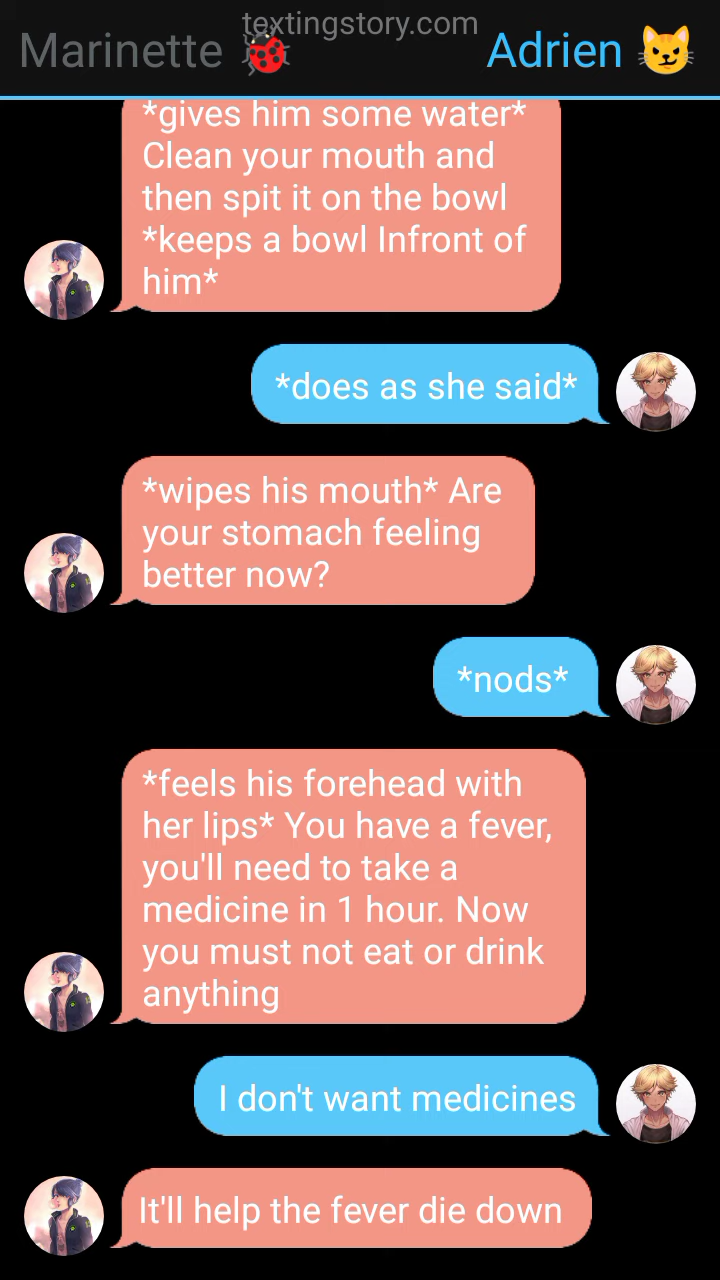 textingstory.com
Marinette 🐞 Adrien 😼
*gives him some water*
Clean your mouth and
then spit it on the bowl
*keeps a bowl Infront of
him*
*does as she said*
*wipes his mouth* Are
your stomach feeling
better now?
*nods*
*feels his forehead with
her lips* You have a fever,
you'll need to take a
medicine in 1 hour. Now
you must not eat or drink
anything
I don't want medicines
It'll help the fever die down